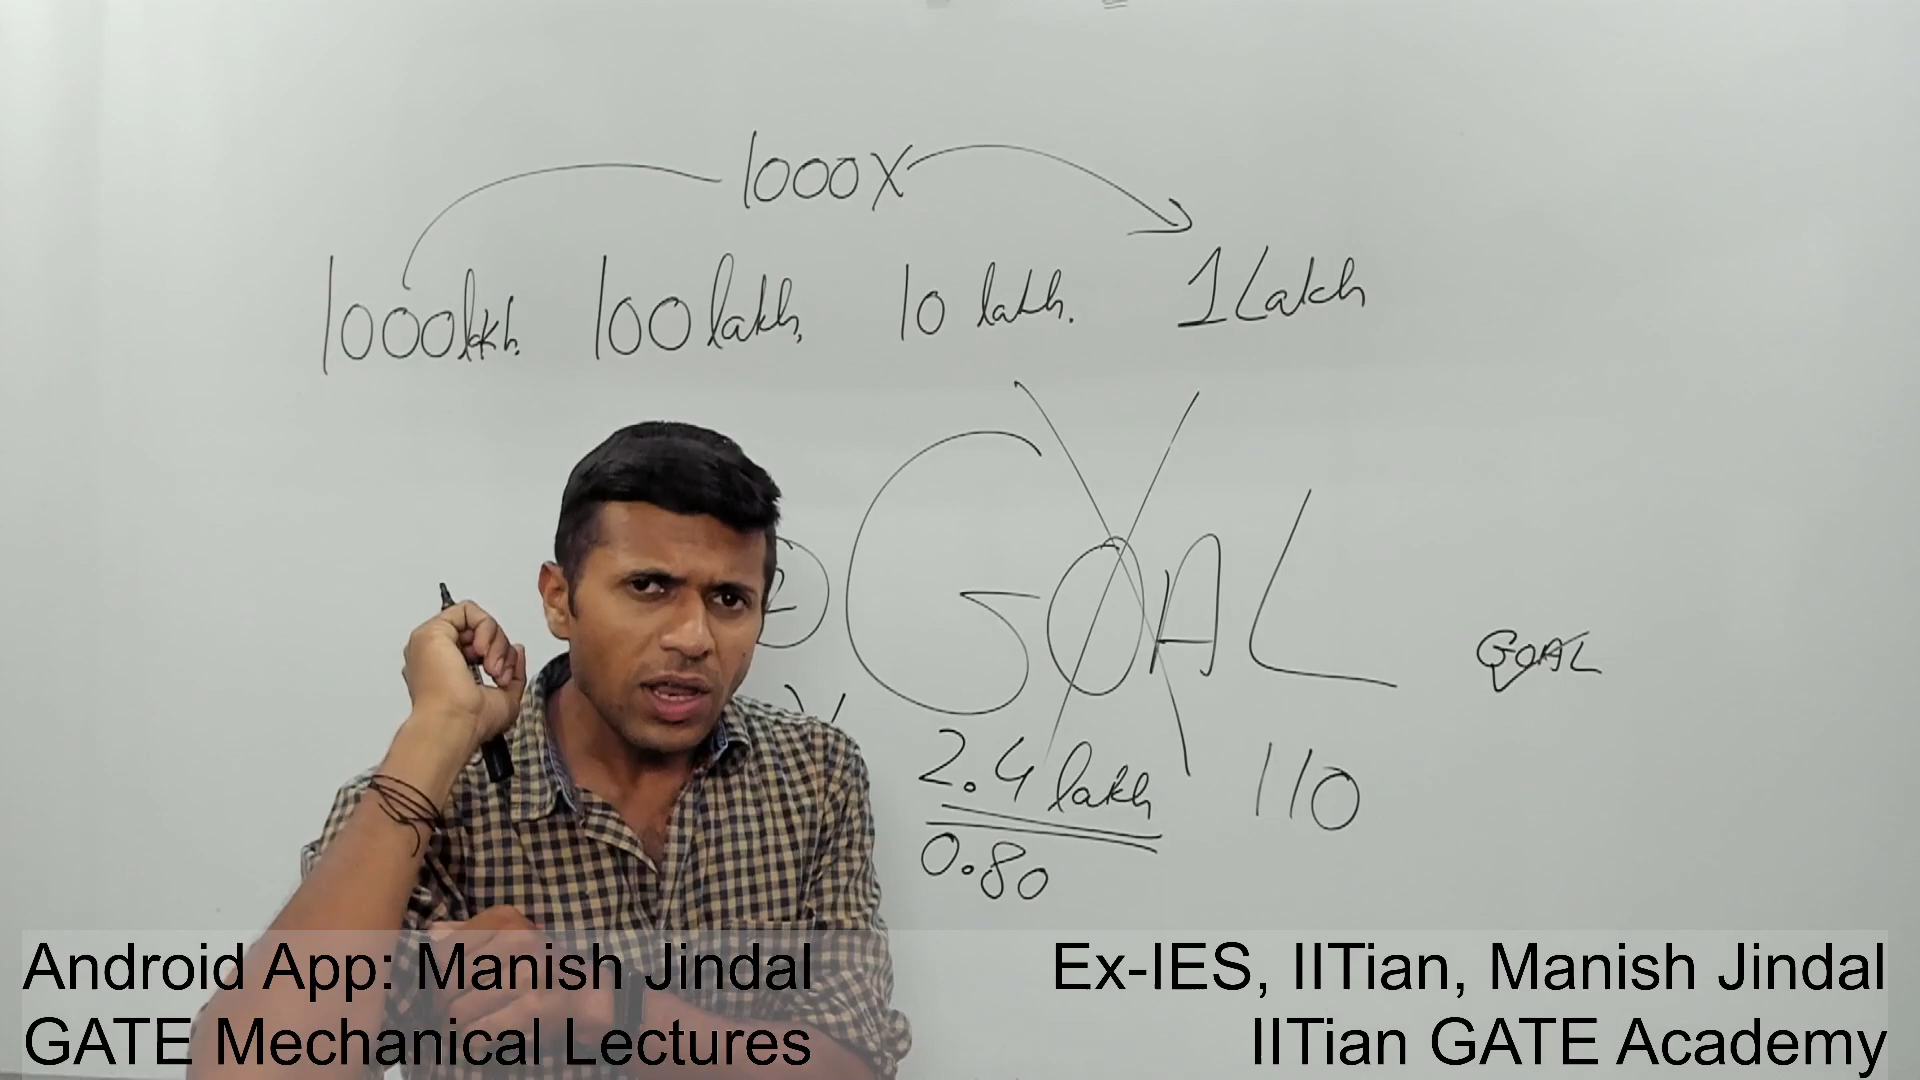 1000X
1000lakh. 100 lakh, 10 lakh. 1 Lakh
2 GOAL
GOAL
2.4 lakh 110
0.80
Android App: Manish Jindal
GATE Mechanical Lectures
Ex-IES, IITian, Manish Jindal
IITian GATE Academy